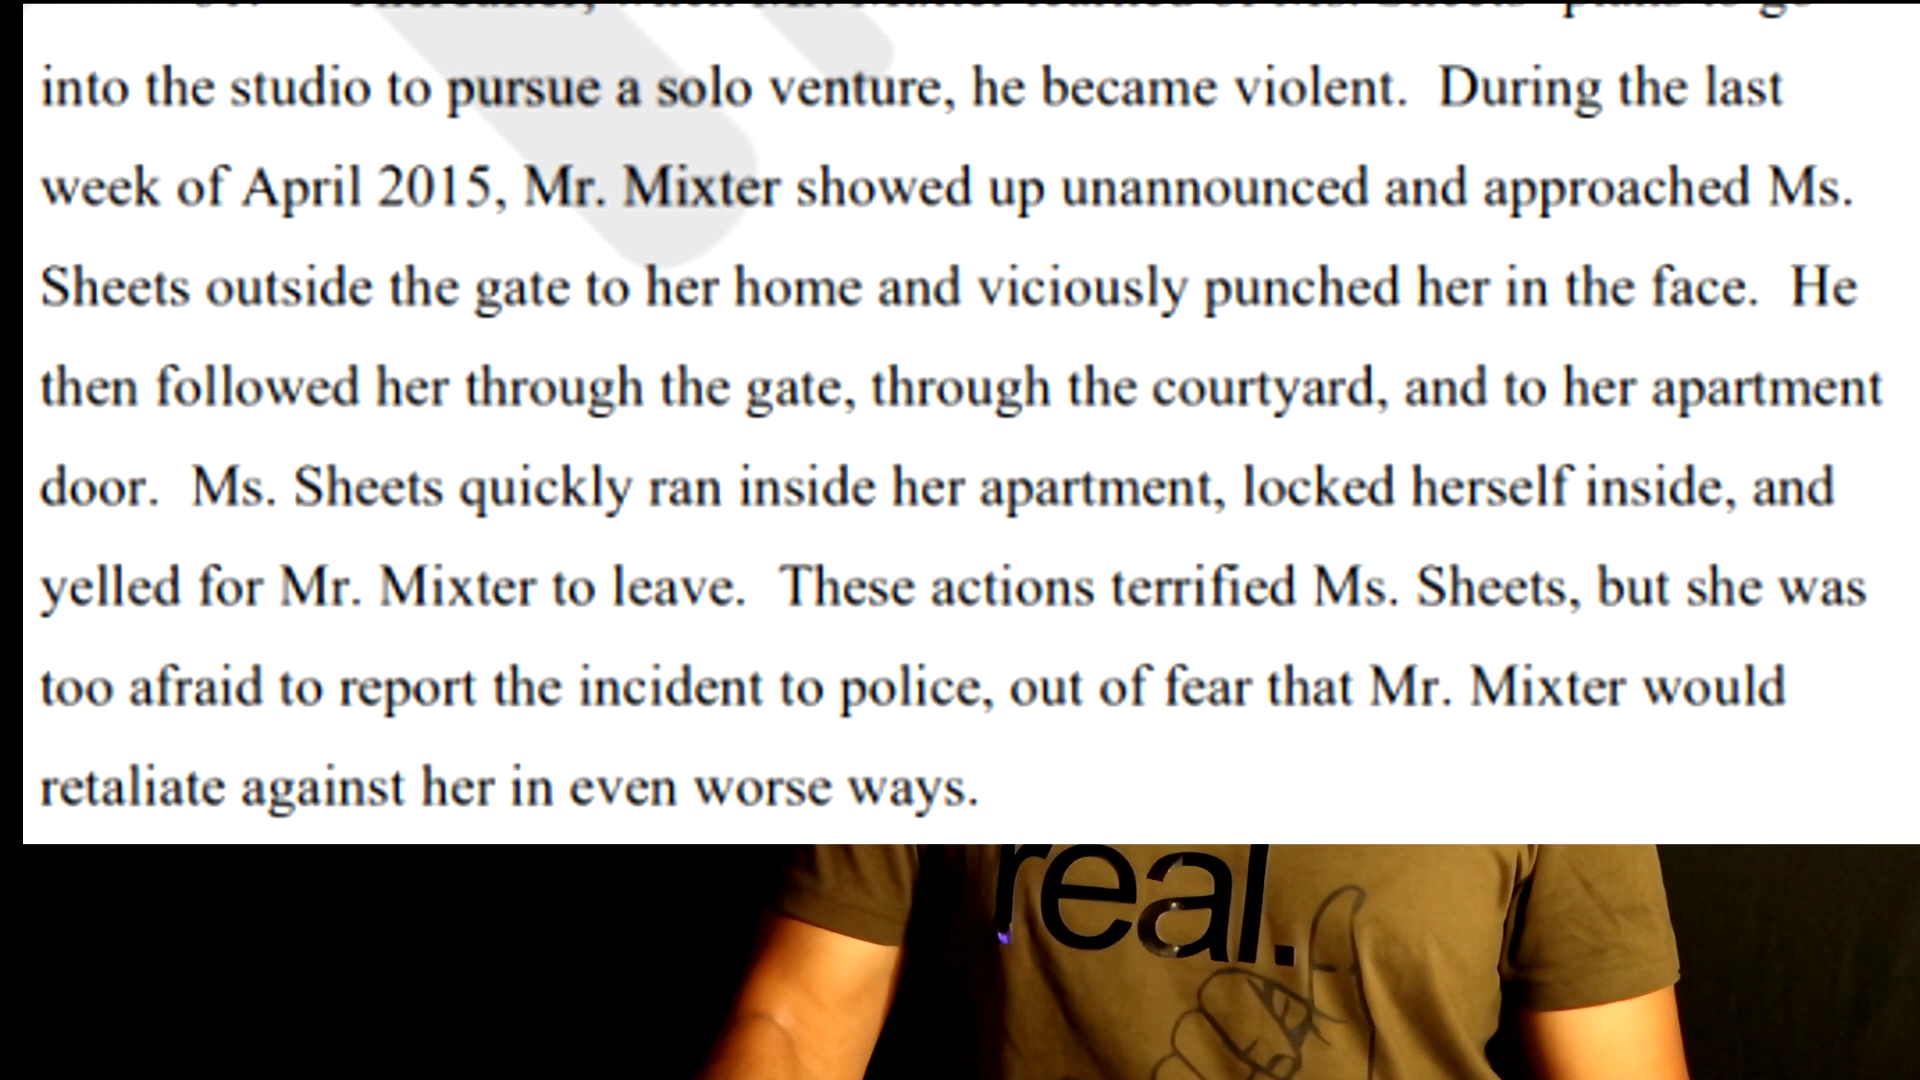 into the studio to pursue a solo venture, he became violent. During the last
week of April 2015, Mr. Mixter showed up unannounced and approached Ms.
Sheets outside the gate to her home and viciously punched her in the face. He
then followed her through the gate, through the courtyard, and to her apartment
door. Ms. Sheets quickly ran inside her apartment, locked herself inside, and
yelled for Mr. Mixter to leave. These actions terrified Ms. Sheets, but she was
too afraid to report the incident to police, out of fear that Mr. Mixter would
retaliate against her in even worse ways.
real.